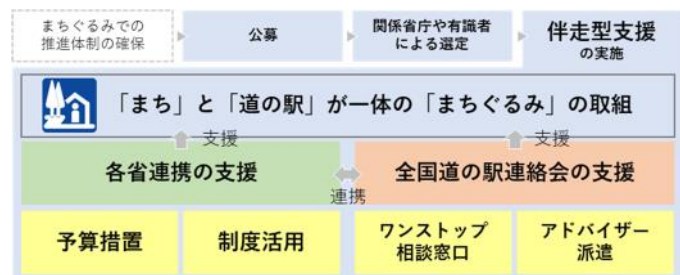 まちぐるみでの
推進体制の確保
公募
関係省庁や有識者
による選定
伴走型支援
の実施
「まち」と「道の駅」が一体の「まちぐるみ」の取組
支援
支援
各省連携の支援
連携
全国道の駅連絡会の支援
予算措置
制度活用
ワンストップ
相談窓口
アドバイザー
派遣